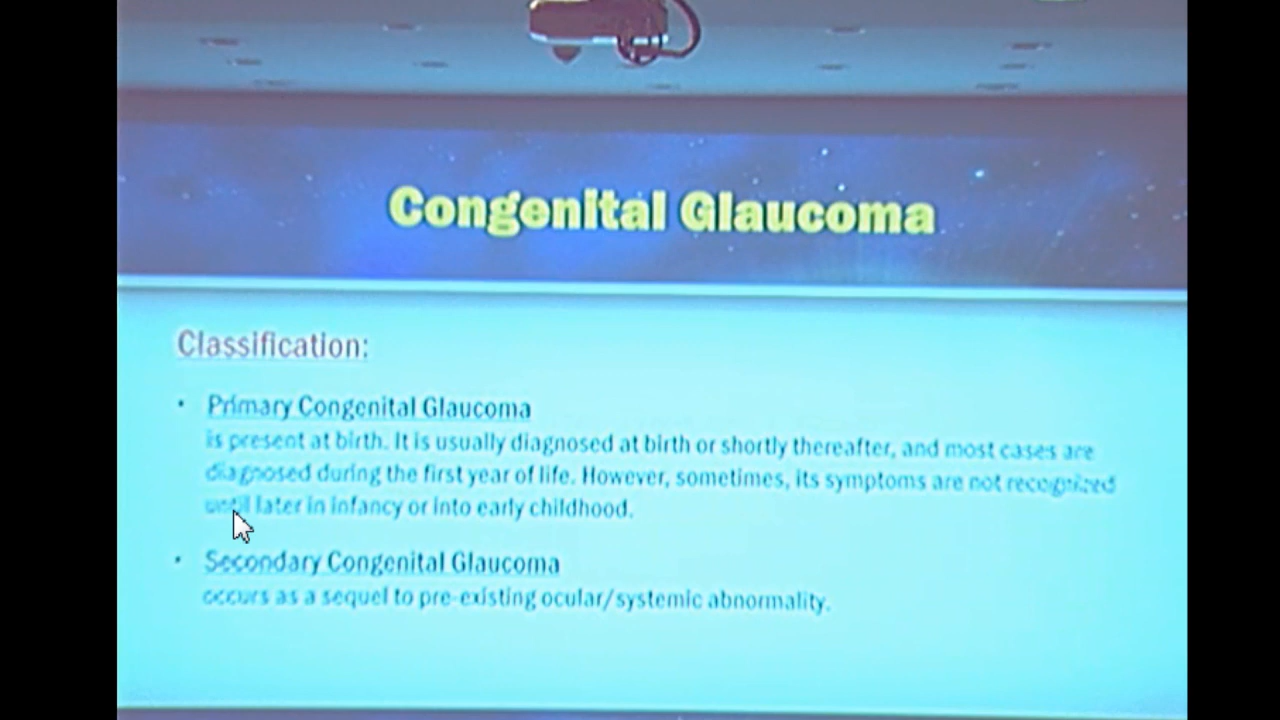 Congenital Glaucoma
Classification:
• Primary Congenital Glaucoma
is present at birth. It is usually diagnosed at birth or shortly thereafter, and most cases are
diagnosed during the first year of life. However, sometimes, its symptoms are not recognized
until later in infancy or into early childhood.
• Secondary Congenital Glaucoma
occurs as a sequel to pre-existing ocular/systemic abnormality.